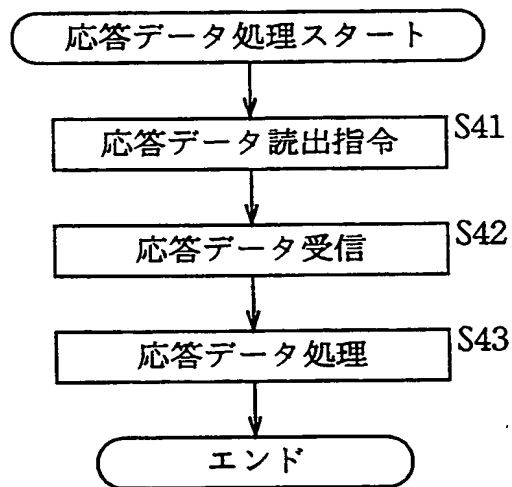 応答データ処理スタート
応答データ読出指令 S41
応答データ受信 S42
応答データ処理 S43
エンド